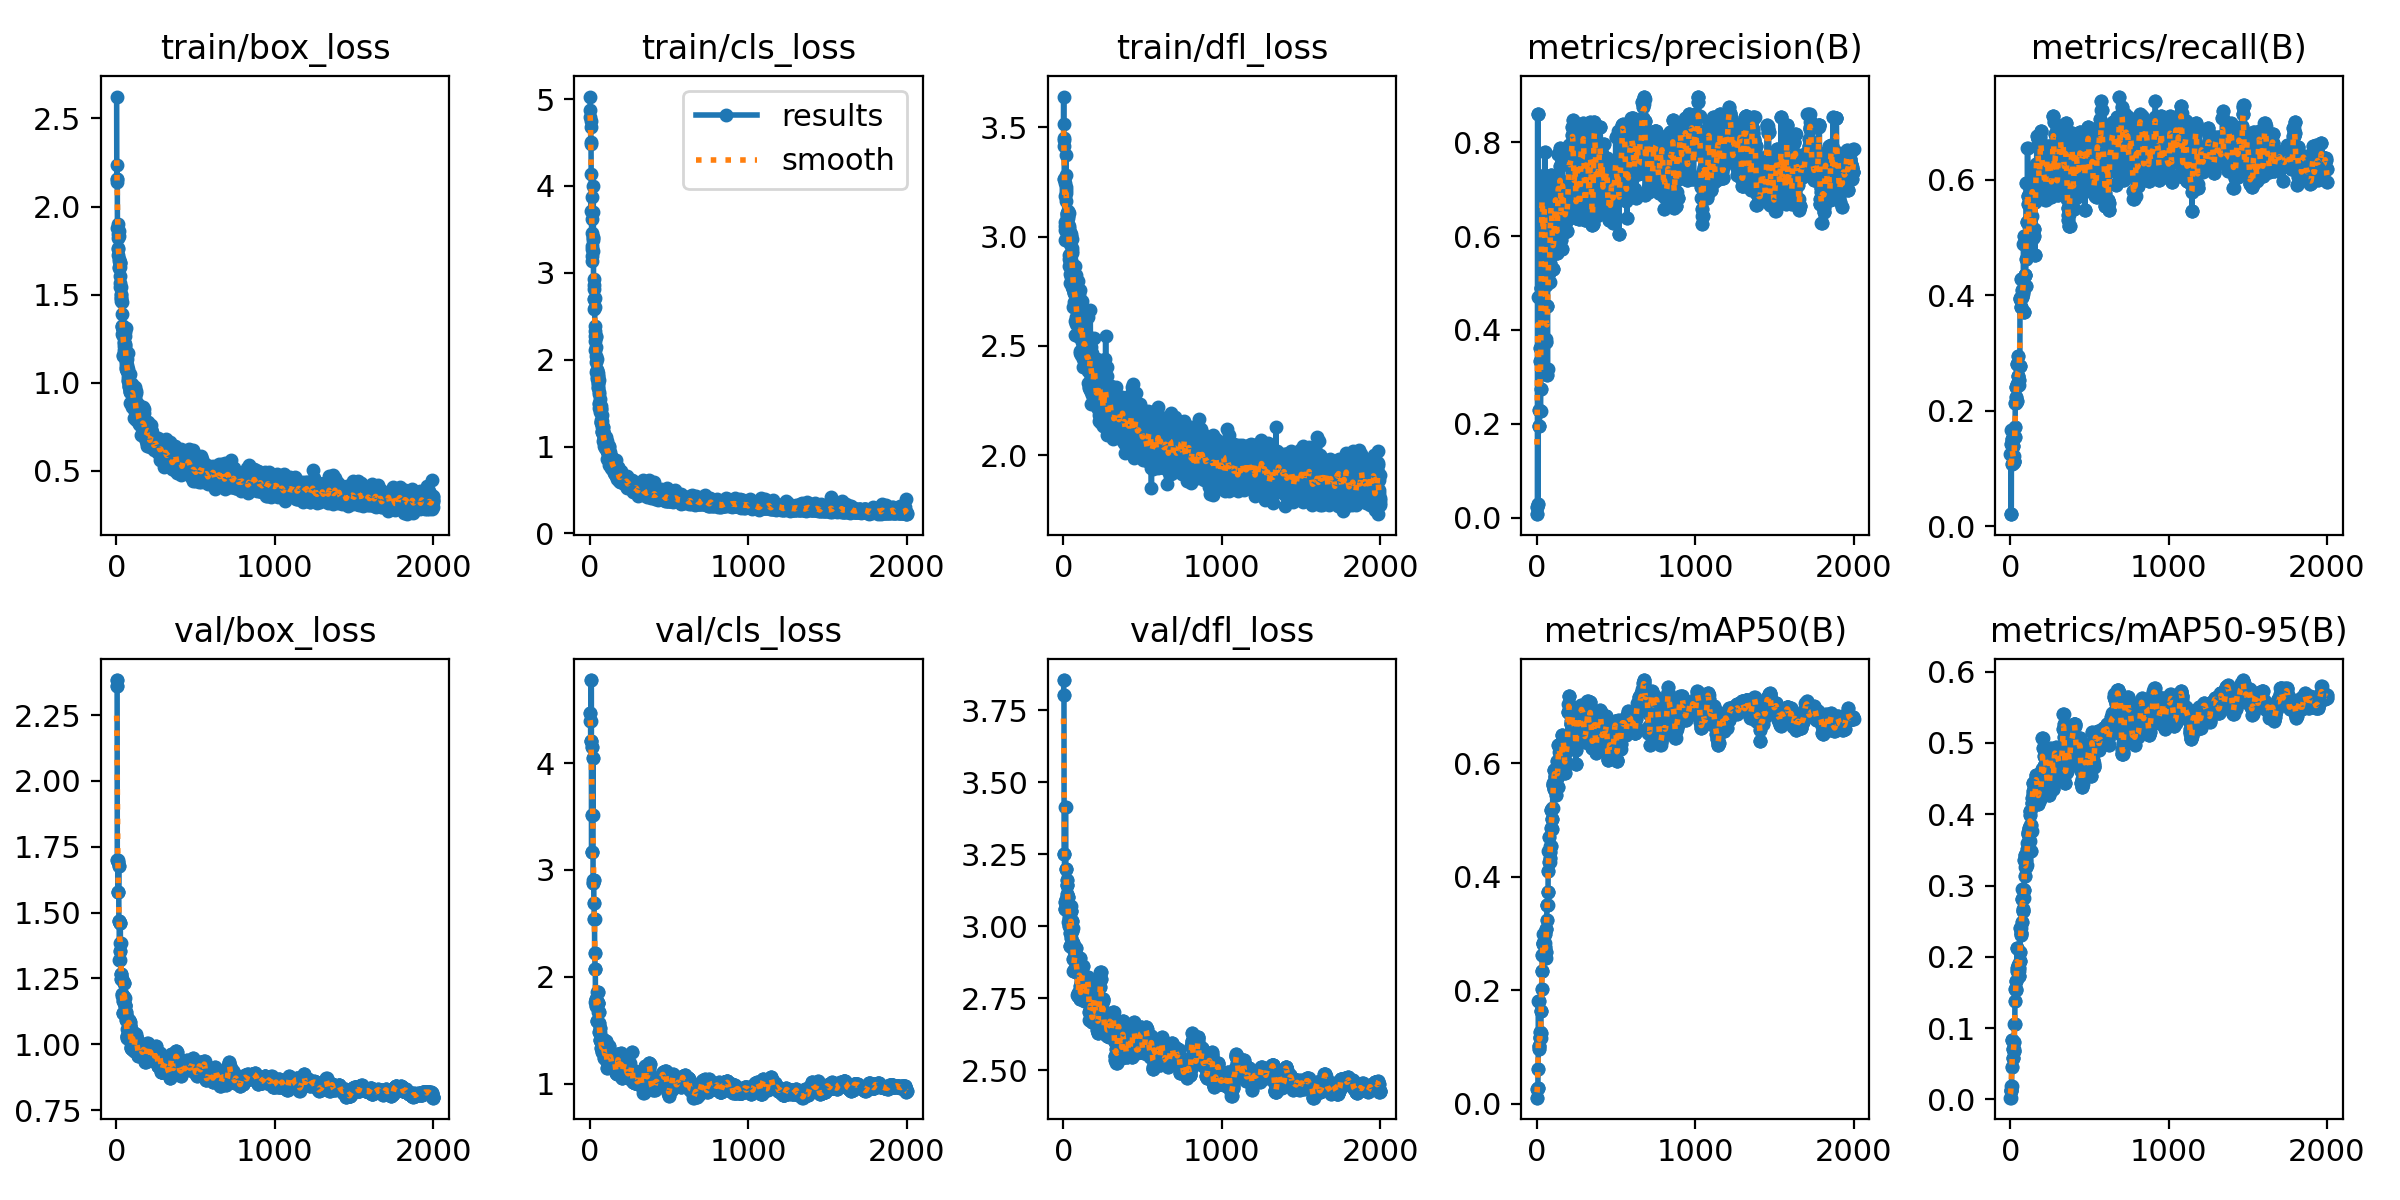 train/box_loss
2.5
2.0
1.5
1.0
0.5
0 1000 2000
train/cls_loss
results
smooth
5
4
3
2
1
0
0 1000 2000
train/dfl_loss
3.5
3.0
2.5
2.0
0 1000 2000
metrics/precision(B)
0.8
0.6
0.4
0.2
0.0
0 1000 2000
metrics/recall(B)
0.6
0.4
0.2
0.0
0 1000 2000
val/box_loss
2.25
2.00
1.75
1.50
1.25
1.00
0.75
0 1000 2000
val/cls_loss
4
3
2
1
0 1000 2000
val/dfl_loss
3.75
3.50
3.25
3.00
2.75
2.50
0 1000 2000
metrics/mAP50(B)
0.6
0.4
0.2
0.0
0 1000 2000
metrics/mAP50-95(B)
0.6
0.5
0.4
0.3
0.2
0.1
0.0
0 1000 2000